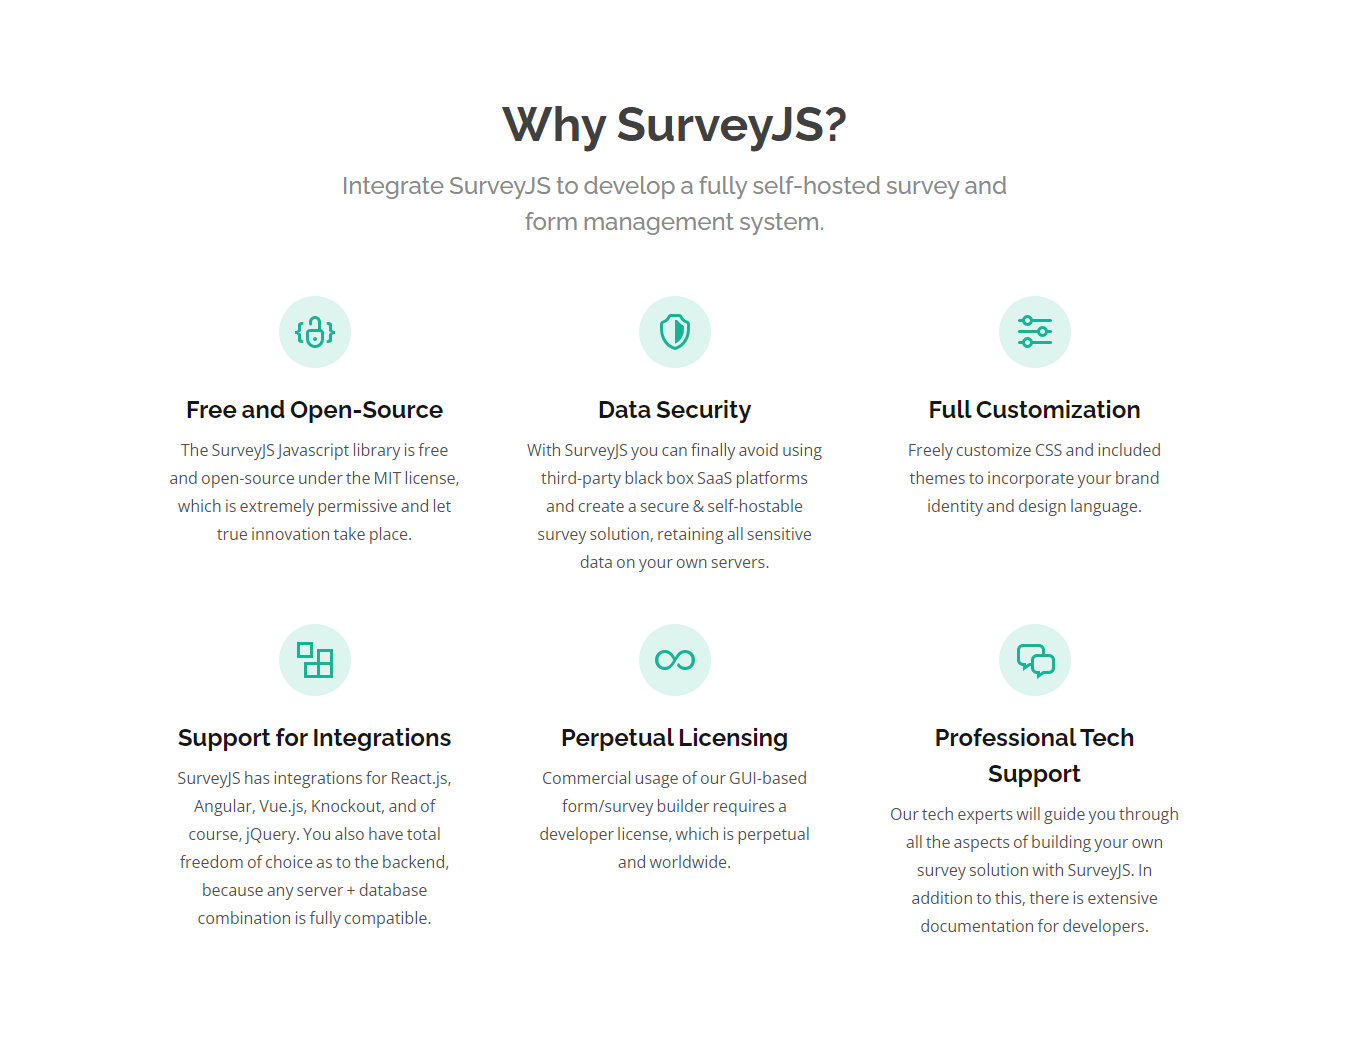 Why SurveyJS?
Integrate SurveyJS to develop a fully self-hosted survey and
form management system.
Free and Open-Source
The SurveyJS Javascript library is free
and open-source under the MIT license,
which is extremely permissive and let
true innovation take place.
Data Security
With SurveyJS you can finally avoid using
third-party black box SaaS platforms
and create a secure & self-hostable
survey solution, retaining all sensitive
data on your own servers.
Full Customization
Freely customize CSS and included
themes to incorporate your brand
identity and design language.
Support for Integrations
SurveyJS has integrations for React.js,
Angular, Vue.js, Knockout, and of
course, jQuery. You also have total
freedom of choice as to the backend,
because any server + database
combination is fully compatible.
Perpetual Licensing
Commercial usage of our GUI-based
form/survey builder requires a
developer license, which is perpetual
and worldwide.
Professional Tech
Support
Our tech experts will guide you through
all the aspects of building your own
survey solution with SurveyJS. In
addition to this, there is extensive
documentation for developers.